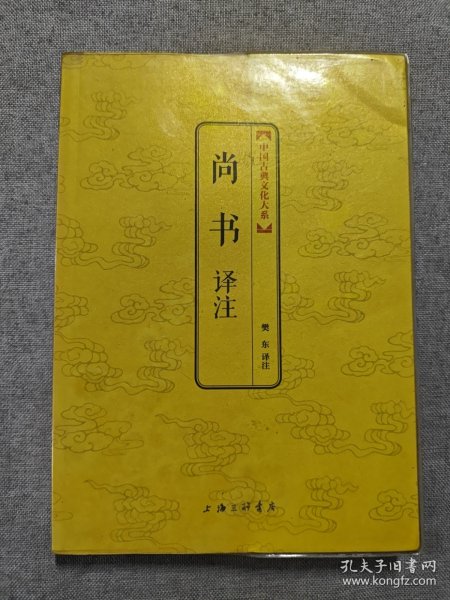 中国古典文化大系
尚书译注
樊东 译注
上海三联书店
孔夫子旧书网
www.kongfz.com